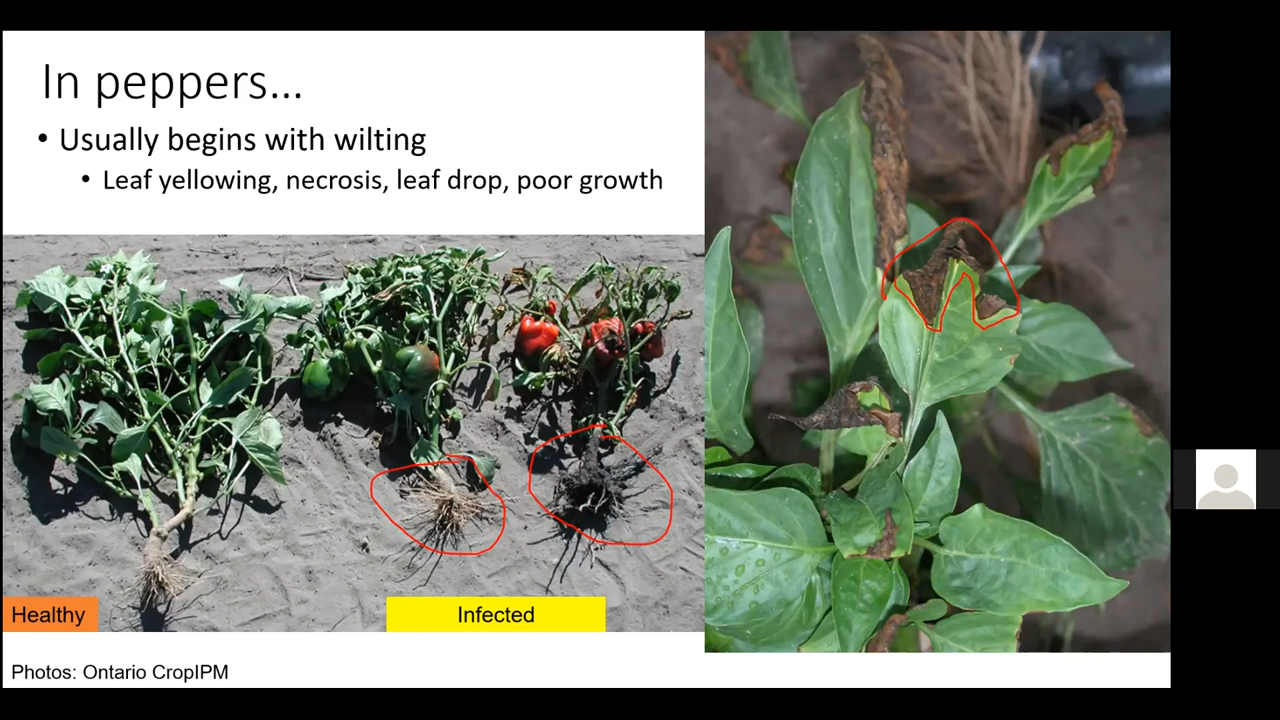 In peppers...
• Usually begins with wilting
• Leaf yellowing, necrosis, leaf drop, poor growth
Healthy
Infected
Photos: Ontario CropIPM